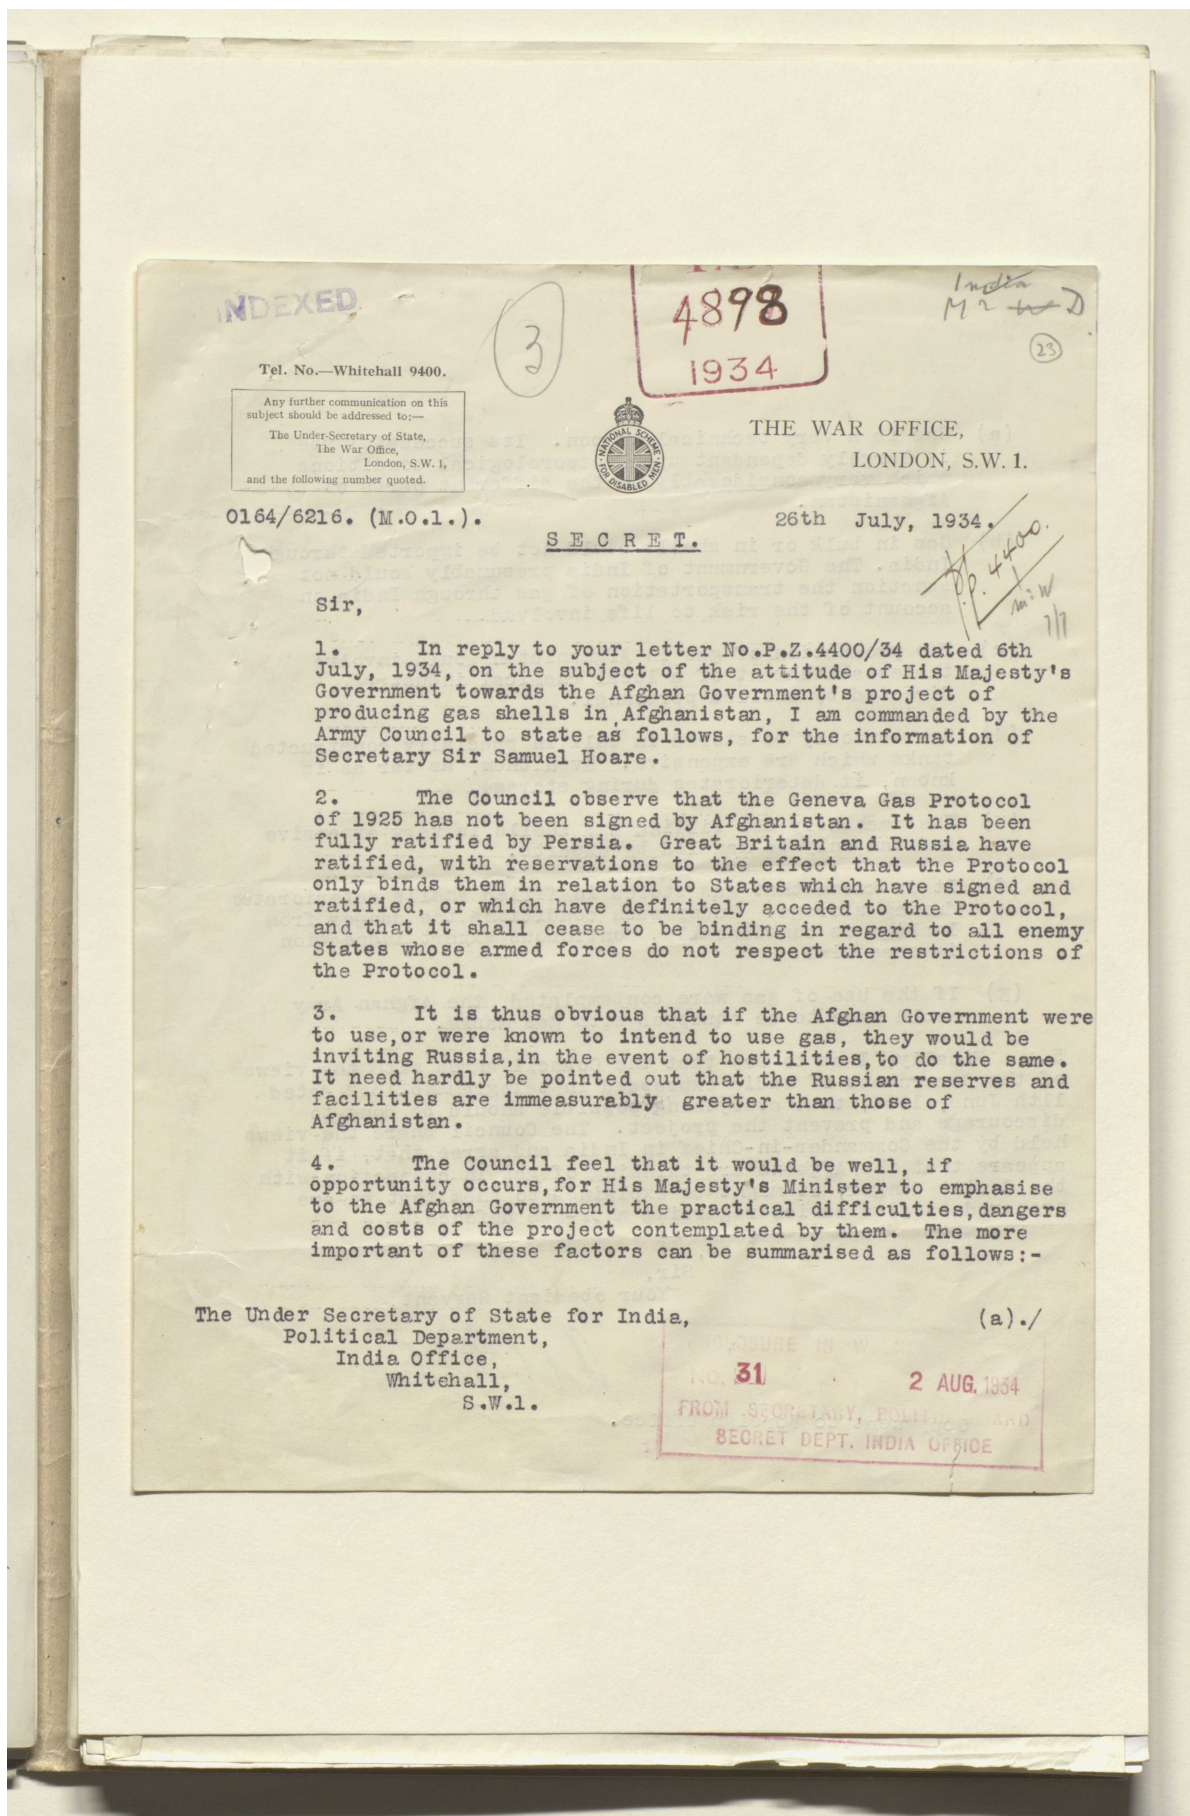 INDEXED
3
4898
1934
India
M2 D
23
Tel. No.—Whitehall 9400.
Any further communication on this
subject should be addressed to:—
The Under-Secretary of State,
The War Office,
London, S.W. 1,
and the following number quoted.
NATIONAL SCHEME
FOR DISABLED MEN
THE WAR OFFICE,
LONDON, S.W. 1.
0164/6216. (M.O.1.).
26th July, 1934.
SECRET.
P.P. 4400.
7/7
Sir,
1. In reply to your letter No.P.Z.4400/34 dated 6th
July, 1934, on the subject of the attitude of His Majesty's
Government towards the Afghan Government's project of
producing gas shells in Afghanistan, I am commanded by the
Army Council to state as follows, for the information of
Secretary Sir Samuel Hoare.
2. The Council observe that the Geneva Gas Protocol
of 1925 has not been signed by Afghanistan. It has been
fully ratified by Persia. Great Britain and Russia have
ratified, with reservations to the effect that the Protocol
only binds them in relation to States which have signed and
ratified, or which have definitely acceded to the Protocol,
and that it shall cease to be binding in regard to all enemy
States whose armed forces do not respect the restrictions of
the Protocol.
3. It is thus obvious that if the Afghan Government were
to use,or were known to intend to use gas, they would be
inviting Russia,in the event of hostilities,to do the same.
It need hardly be pointed out that the Russian reserves and
facilities are immeasurably greater than those of
Afghanistan.
4. The Council feel that it would be well, if
opportunity occurs,for His Majesty's Minister to emphasise
to the Afghan Government the practical difficulties,dangers
and costs of the project contemplated by them. The more
important of these factors can be summarised as follows:-
The Under Secretary of State for India,
Political Department,
India Office,
Whitehall,
S.W.1.
(a)./
NO. 31 2 AUG. 1934
FROM SECRETARY, POLITICAL AND
SECRET DEPT. INDIA OFFICE